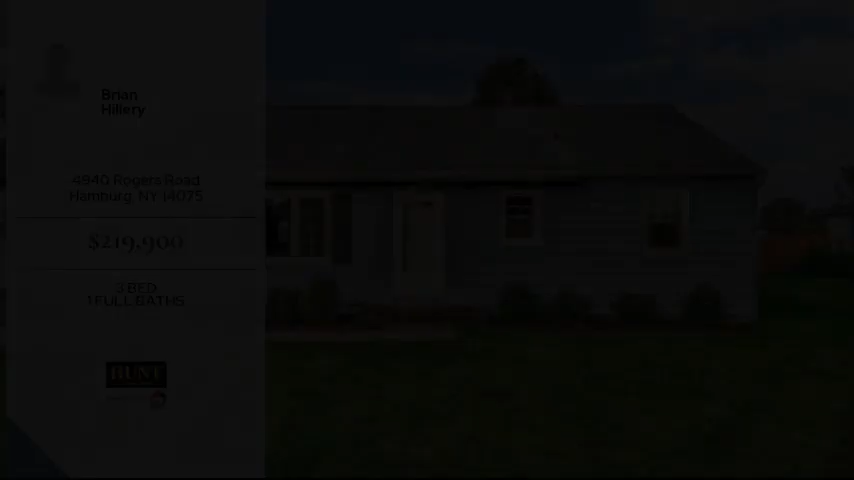 Brian
Hillery
4840 Rogers Road
Hamburg, NY 14075
$219,900
3 BED
1 FULL BATHS
HUNT